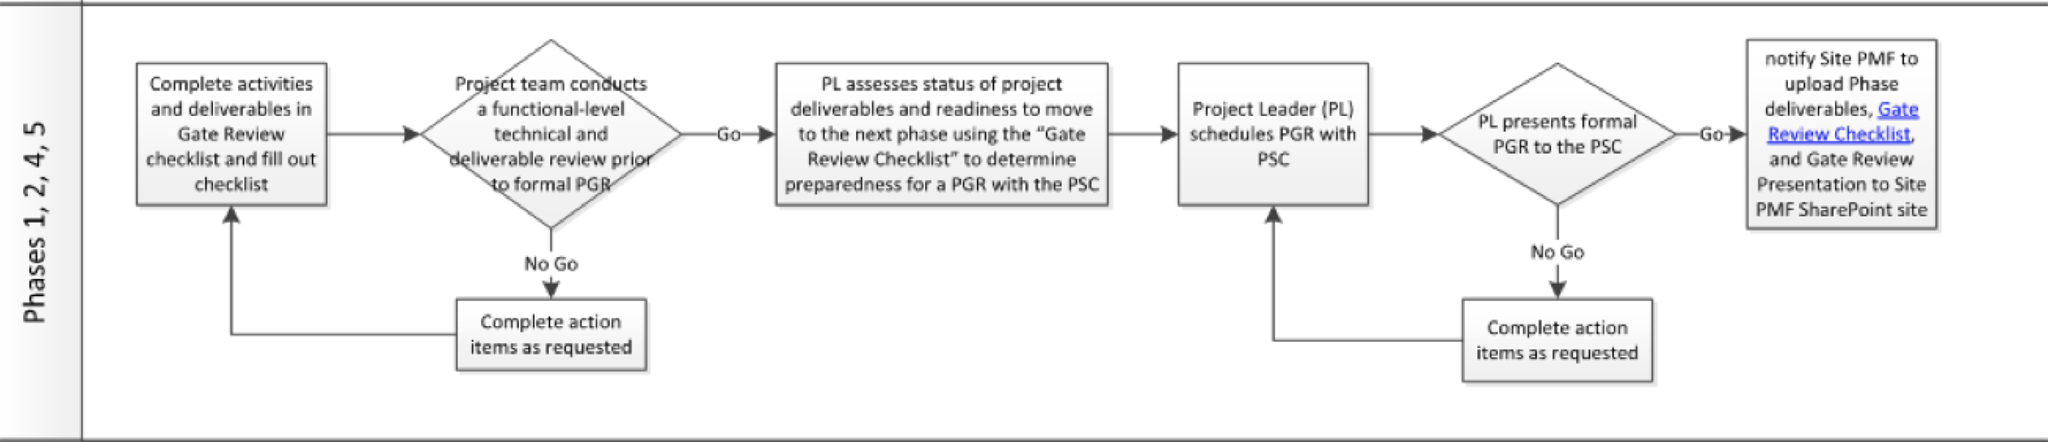 Phases 1, 2, 4, 5
Complete activities
and deliverables in
Gate Review
checklist and fill out
checklist
Project team conducts
a functional-level
technical and
deliverable review prior
to formal PGR
Go
No Go
Complete action
items as requested
PL assesses status of project
deliverables and readiness to move
to the next phase using the “Gate
Review Checklist” to determine
preparedness for a PGR with the PSC
Project Leader (PL)
schedules PGR with
PSC
PL presents formal
PGR to the PSC
Go
No Go
Complete action
items as requested
notify Site PMF to
upload Phase
deliverables, Gate
Review Checklist,
and Gate Review
Presentation to Site
PMF SharePoint site